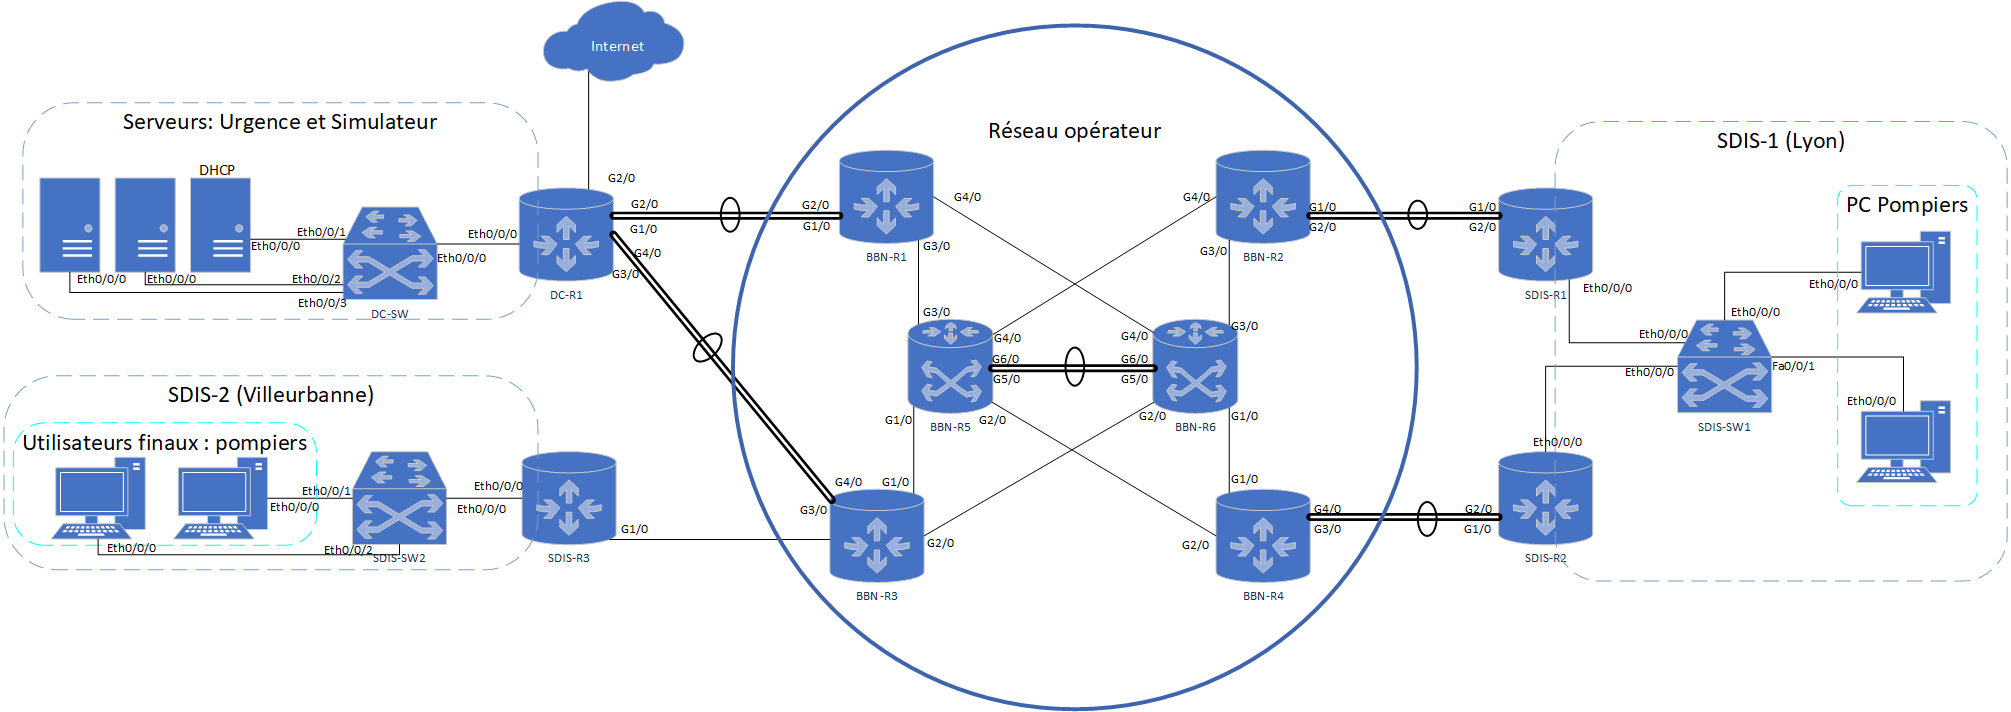 Internet
Serveurs: Urgence et Simulateur
DHCP
Eth0/0/1
Eth0/0/0
Eth0/0/0
Eth0/0/0
Eth0/0/2
Eth0/0/3
Eth0/0/0
Eth0/0/0
DC-SW
G2/0
G2/0
G1/0
G4/0
G3/0
DC-R1
SDIS-2 (Villeurbanne)
Utilisateurs finaux : pompiers
Eth0/0/1
Eth0/0/0
Eth0/0/0
Eth0/0/2
Eth0/0/0
Eth0/0/0
SDIS-SW2
G1/0
SDIS-R3
Réseau opérateur
G2/0
G1/0
G4/0
BBN-R1
G3/0
G4/0
G1/0
G2/0
BBN-R2
G3/0
G3/0
G4/0
G6/0
G5/0
G1/0
G2/0
BBN-R5
G3/0
G4/0
G6/0
G5/0
G2/0
G1/0
BBN-R6
G4/0
G1/0
G3/0
G2/0
BBN-R3
G1/0
G4/0
G3/0
G2/0
BBN-R4
SDIS-1 (Lyon)
G1/0
G2/0
Eth0/0/0
SDIS-R1
PC Pompiers
Eth0/0/0
Eth0/0/0
Eth0/0/0
Eth0/0/0
Fa0/0/1
Eth0/0/0
SDIS-SW1
Eth0/0/0
G2/0
G1/0
SDIS-R2